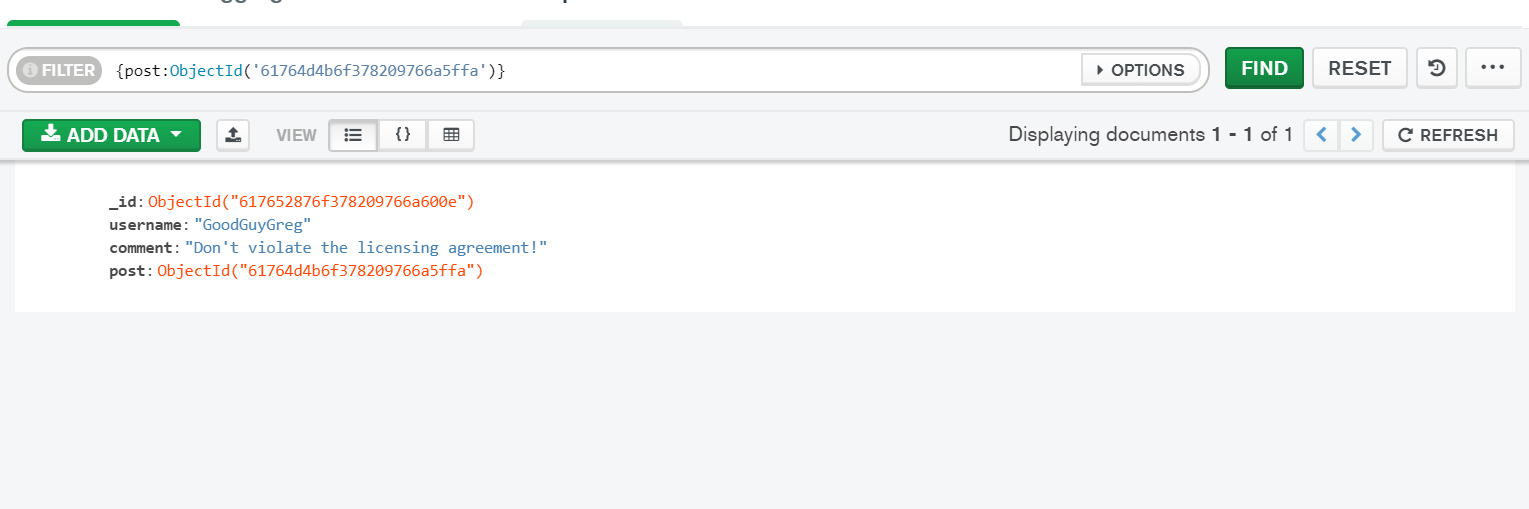 FILTER {post:ObjectId('61764d4b6f378209766a5ffa')} OPTIONS FIND RESET
ADD DATA VIEW {} Displaying documents 1 - 1 of 1 REFRESH
_id:ObjectId("617652876f378209766a600e")
username:"GoodGuyGreg"
comment:"Don't violate the licensing agreement!"
post:ObjectId("61764d4b6f378209766a5ffa")